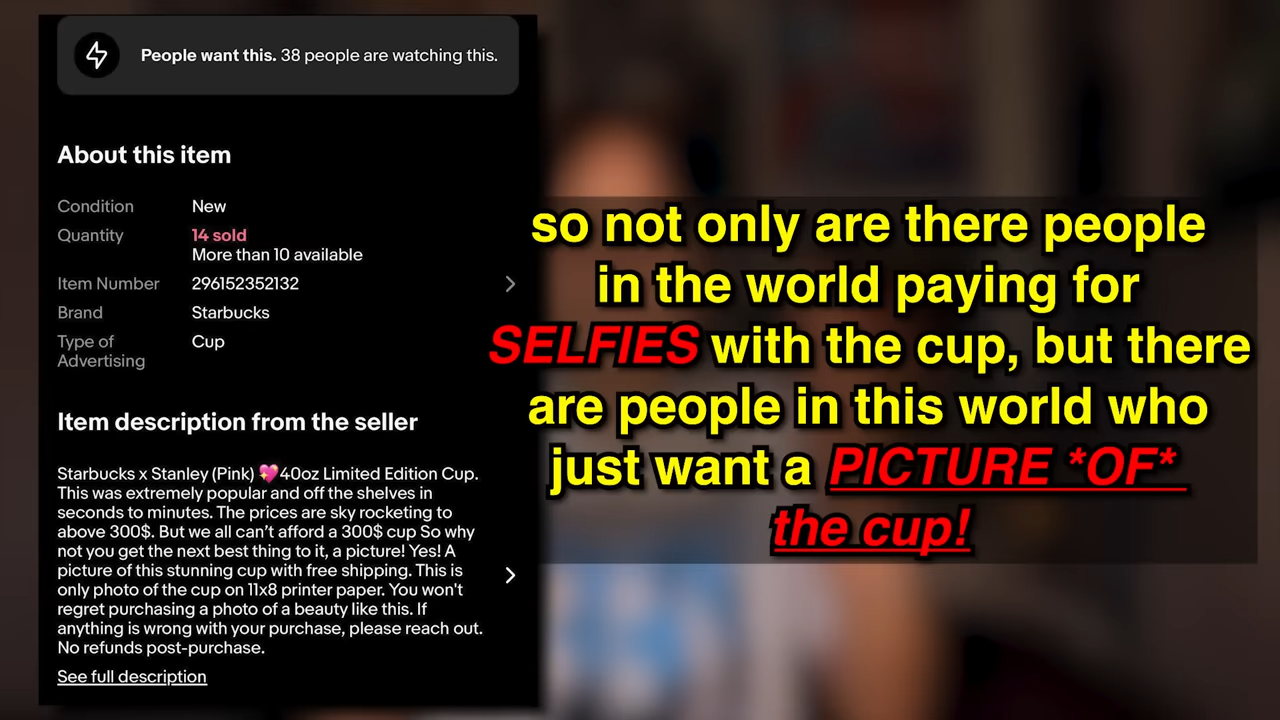 People want this. 38 people are watching this.
About this item
Condition New
Quantity 14 sold
More than 10 available
Item Number 296152352132
Brand Starbucks
Type of Cup
Advertising
Item description from the seller
Starbucks x Stanley (Pink) 💖40oz Limited Edition Cup.
This was extremely popular and off the shelves in
seconds to minutes. The prices are sky rocketing to
above 300$. But we all can't afford a 300$ cup So why
not you get the next best thing to it, a picture! Yes! A
picture of this stunning cup with free shipping. This is
only photo of the cup on 11x8 printer paper. You won't
regret purchasing a photo of a beauty like this. If
anything is wrong with your purchase, please reach out.
No refunds post-purchase.
See full description
so not only are there people
in the world paying for
SELFIES with the cup, but there
are people in this world who
just want a PICTURE *OF*
the cup!